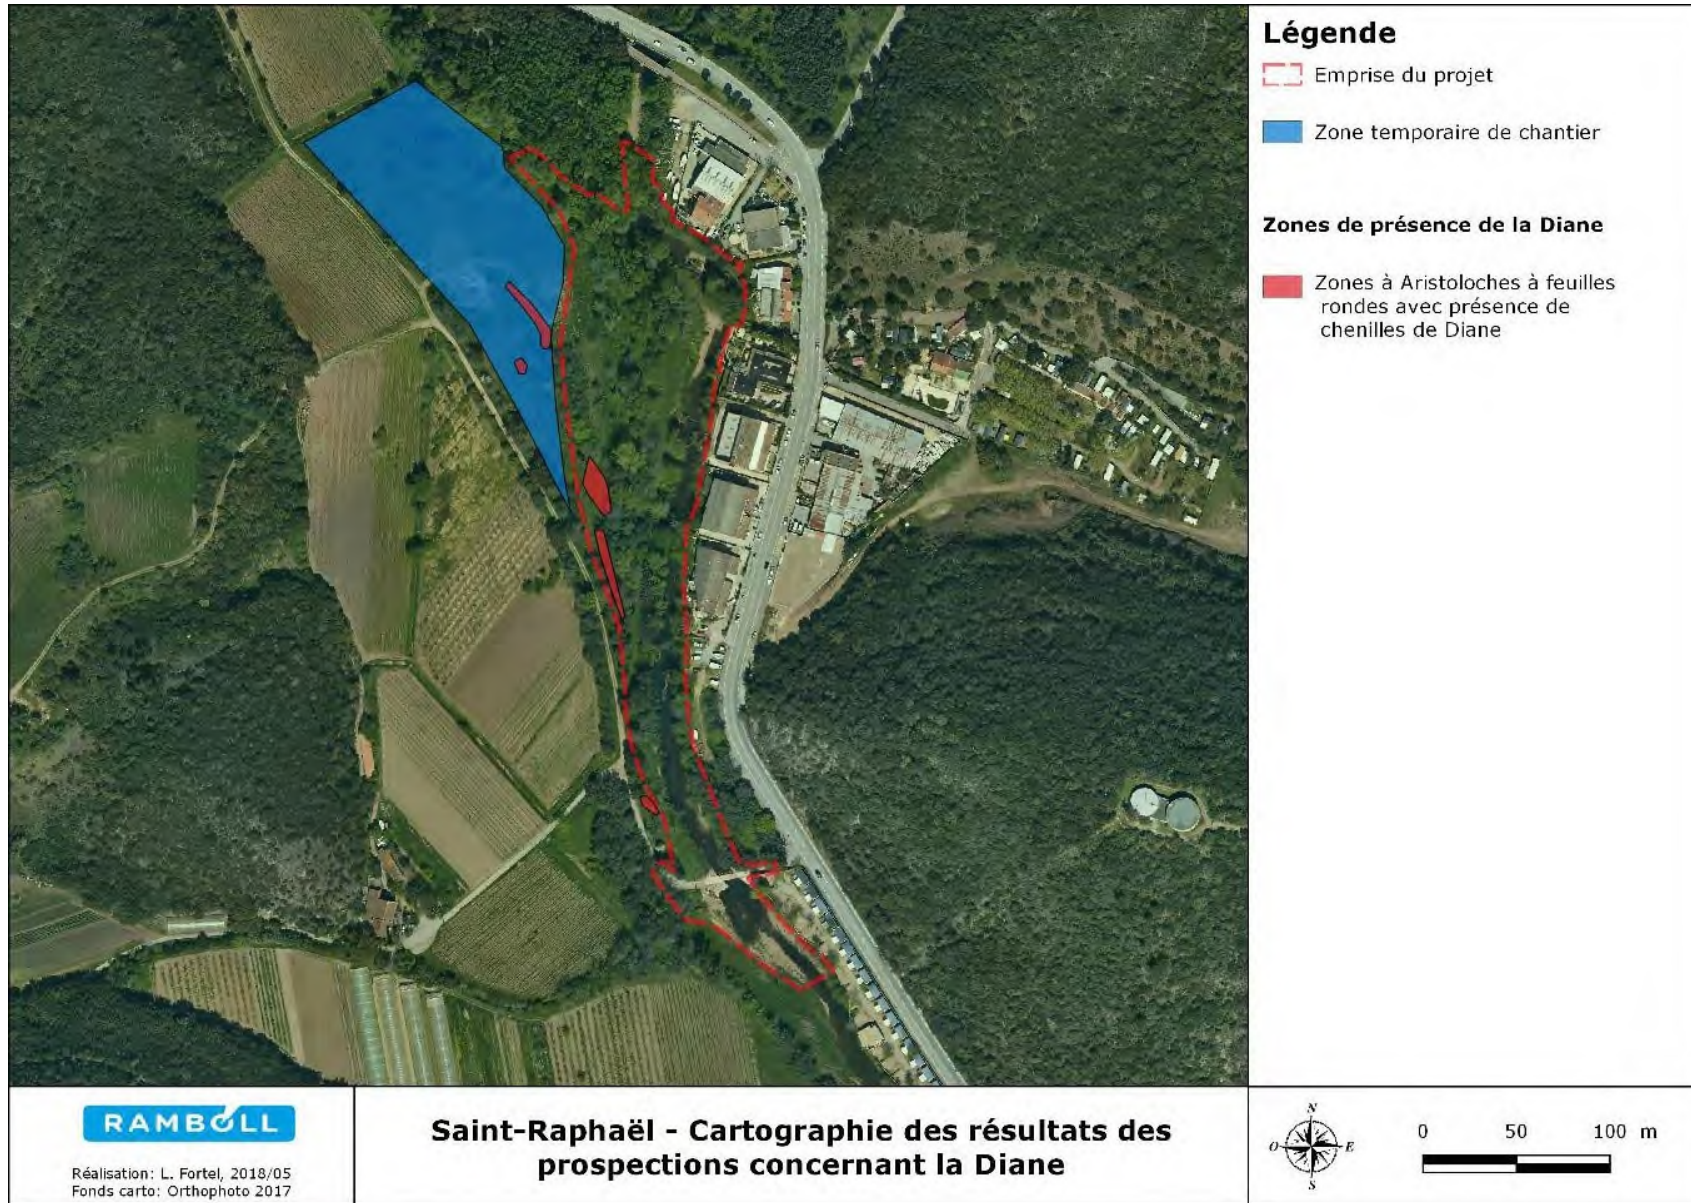 Légende
Emprise du projet
Zone temporaire de chantier
Zones de présence de la Diane
Zones à Aristoloches à feuilles
rondes avec présence de
chenilles de Diane
RAMBOLL
Réalisation: L. Fortel, 2018/05
Fonds carto: Orthophoto 2017
Saint-Raphaël - Cartographie des résultats des
prospections concernant la Diane
N
O E
S
0 50 100 m